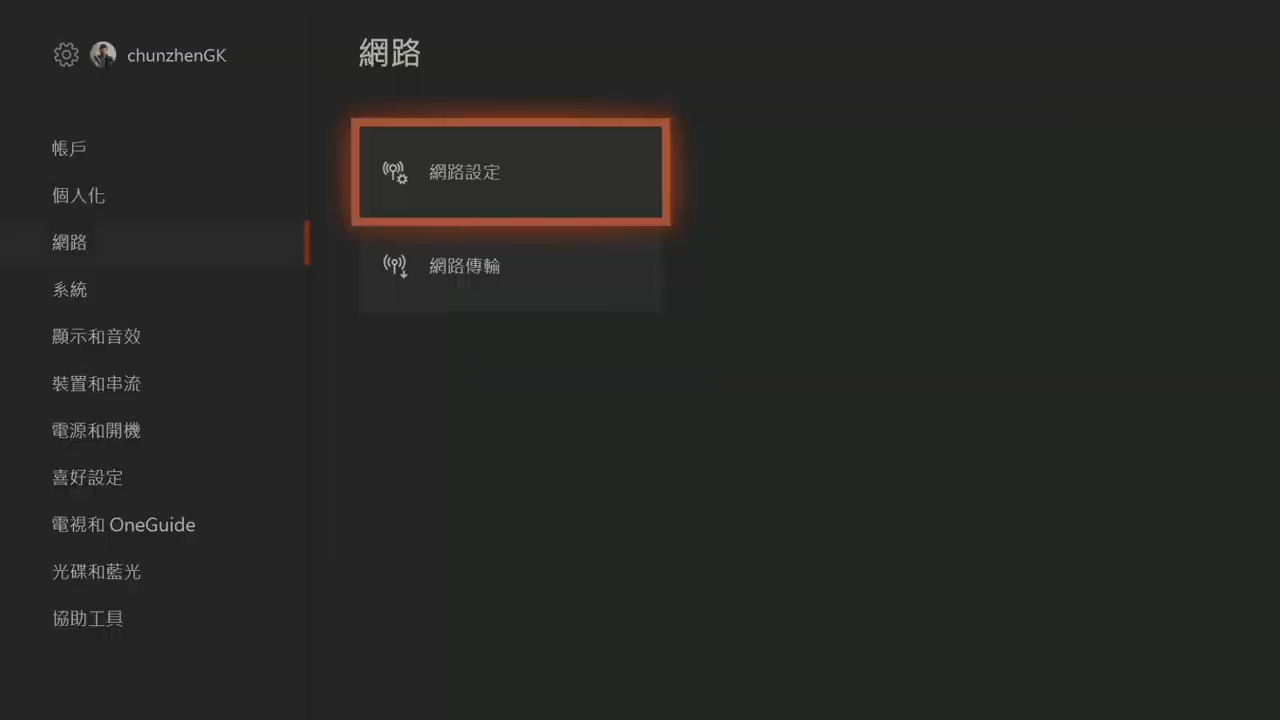 chunzhenGK
帳戶
個人化
網路
系統
顯示和音效
裝置和串流
電源和開機
喜好設定
電視和 OneGuide
光碟和藍光
協助工具
網路
網路設定
網路傳輸